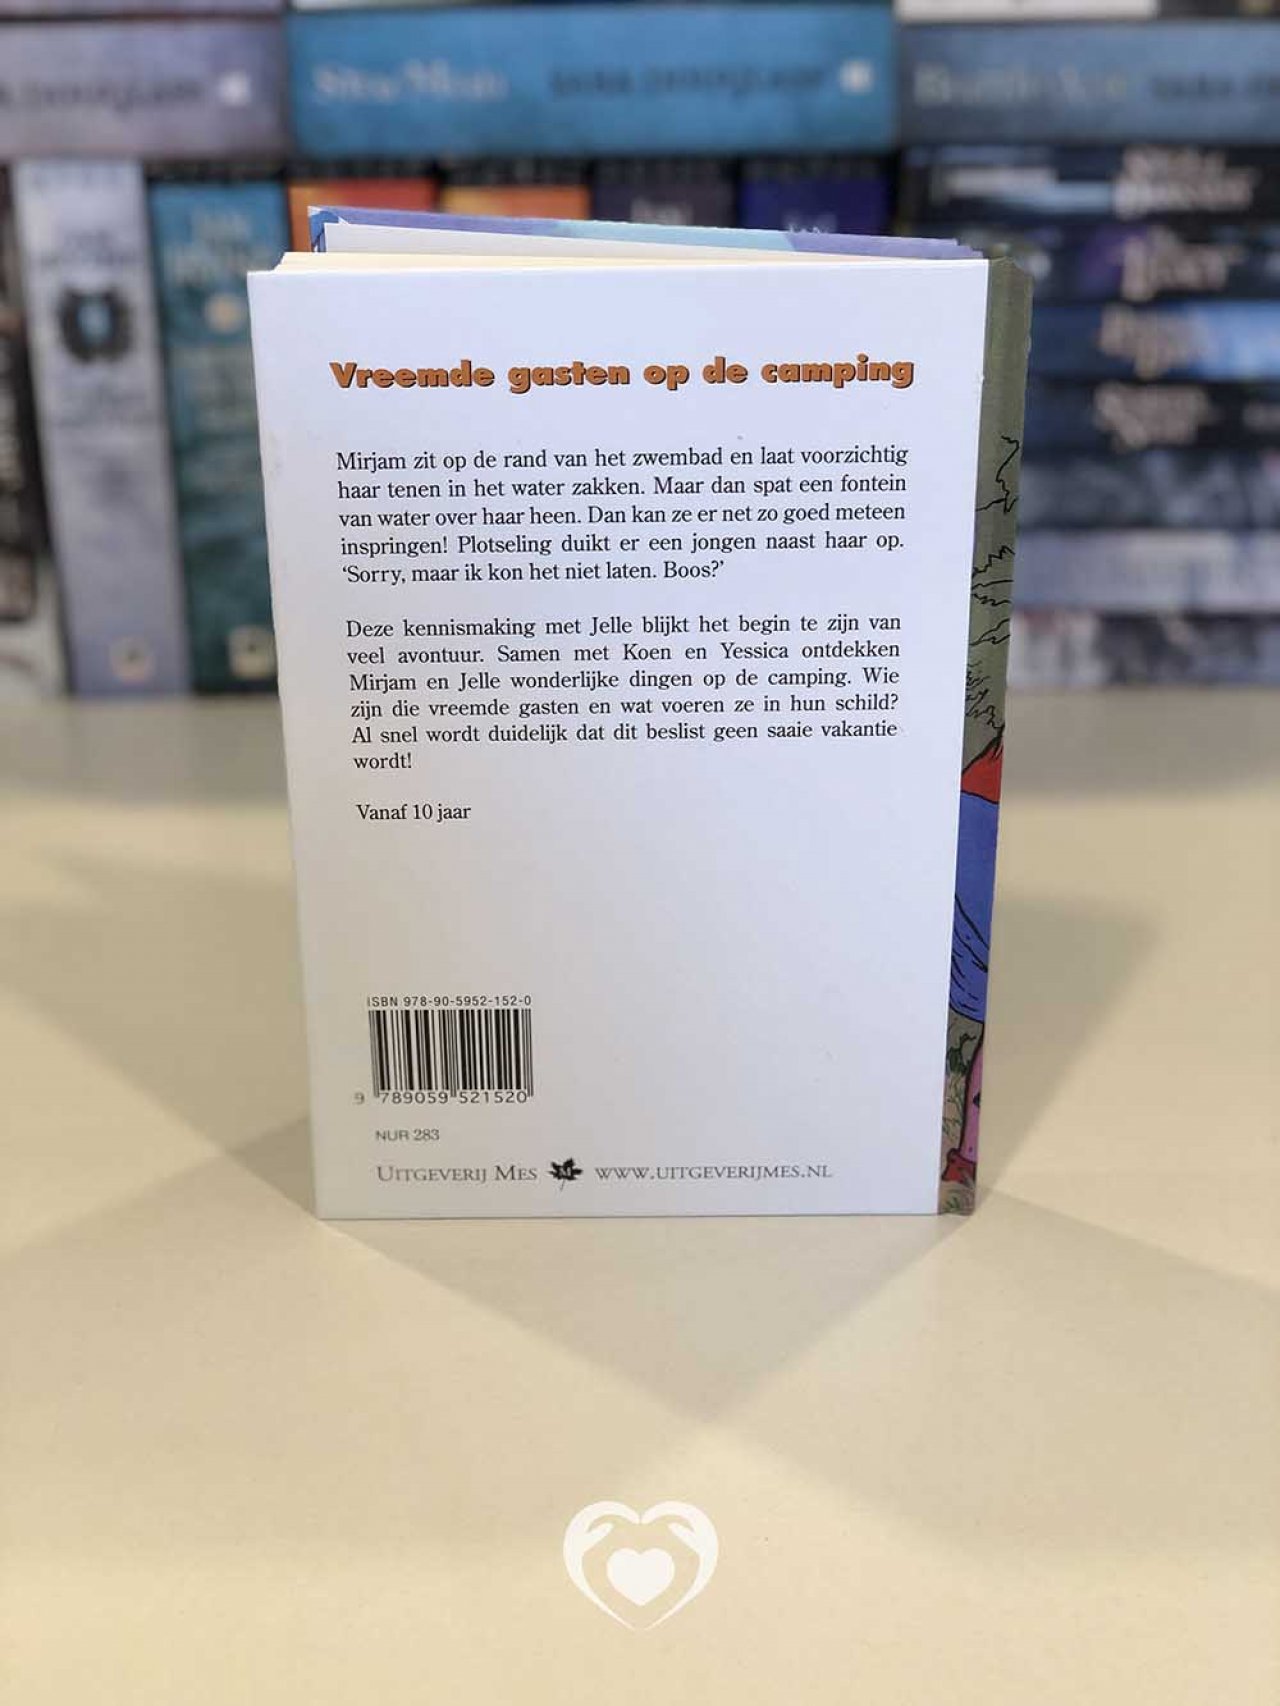 Vreemde gasten op de camping
Mirjam zit op de rand van het zwembad en laat voorzichtig
haar tenen in het water zakken. Maar dan spat een fontein
van water over haar heen. Dan kan ze er net zo goed meteen
inspringen! Plotseling duikt er een jongen naast haar op.
‘Sorry, maar ik kon het niet laten. Boos?’
Deze kennismaking met Jelle blijkt het begin te zijn van
veel avontuur. Samen met Koen en Yessica ontdekken
Mirjam en Jelle wonderlijke dingen op de camping. Wie
zijn die vreemde gasten en wat voeren ze in hun schild?
Al snel wordt duidelijk dat dit beslist geen saaie vakantie
wordt!
Vanaf 10 jaar
ISBN 978-90-5952-152-0
9 789059 521520
NUR 283
UITGEVERIJ MES M WWW.UITGEVERIJMES.NL